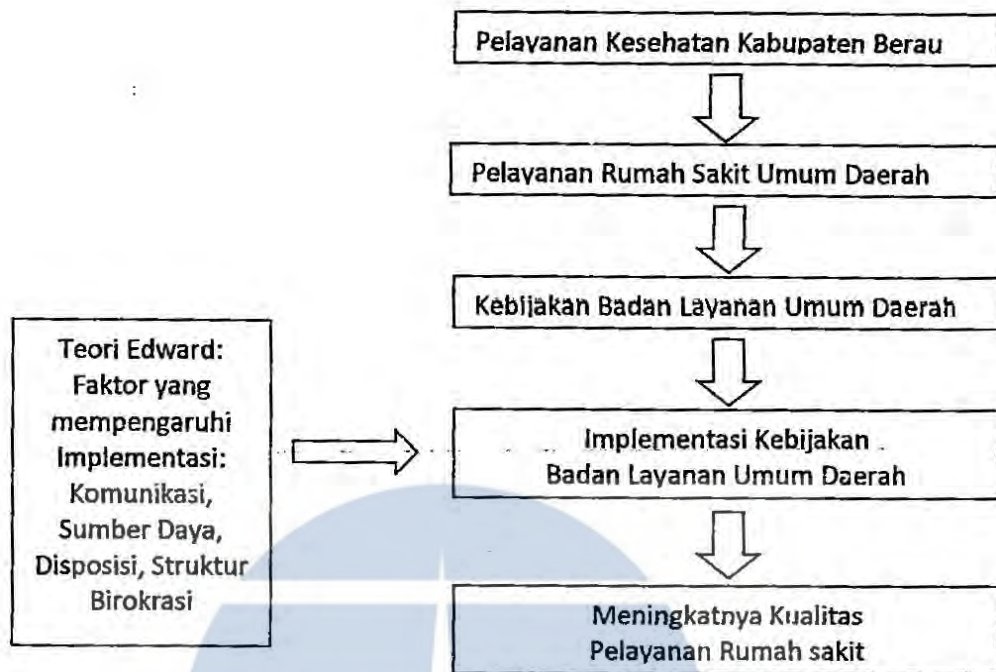 Pelayanan Kesehatan Kabupaten Berau
Pelayanan Rumah Sakit Umum Daerah
Kebijakan Badan Layanan Umum Daerah
Teori Edward:
Faktor yang
mempengaruhi
Implementasi:
Komunikasi,
Sumber Daya,
Disposisi, Struktur
Birokrasi
Implementasi Kebijakan
Badan Layanan Umum Daerah
Meningkatnya Kualitas
Pelayanan Rumah sakit